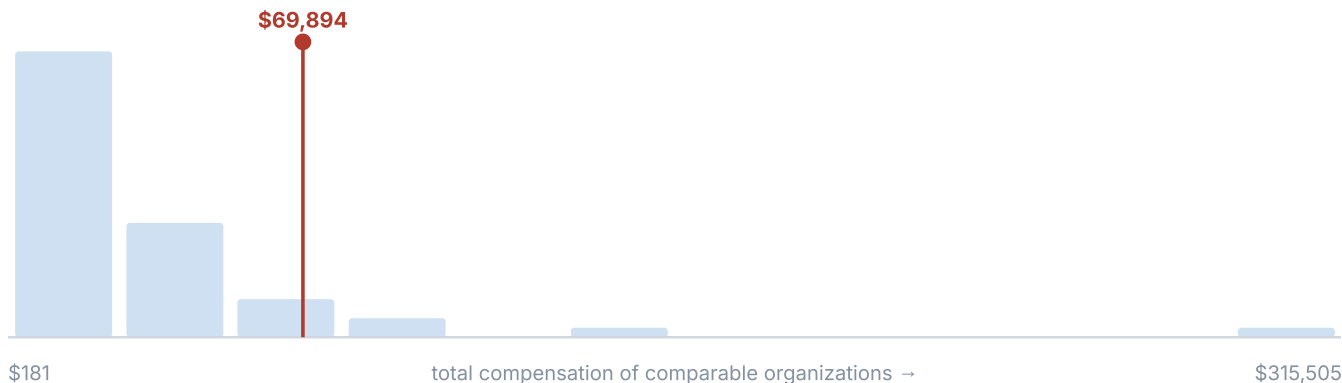 $69,894
$181
total compensation of comparable organizations →
$315,505